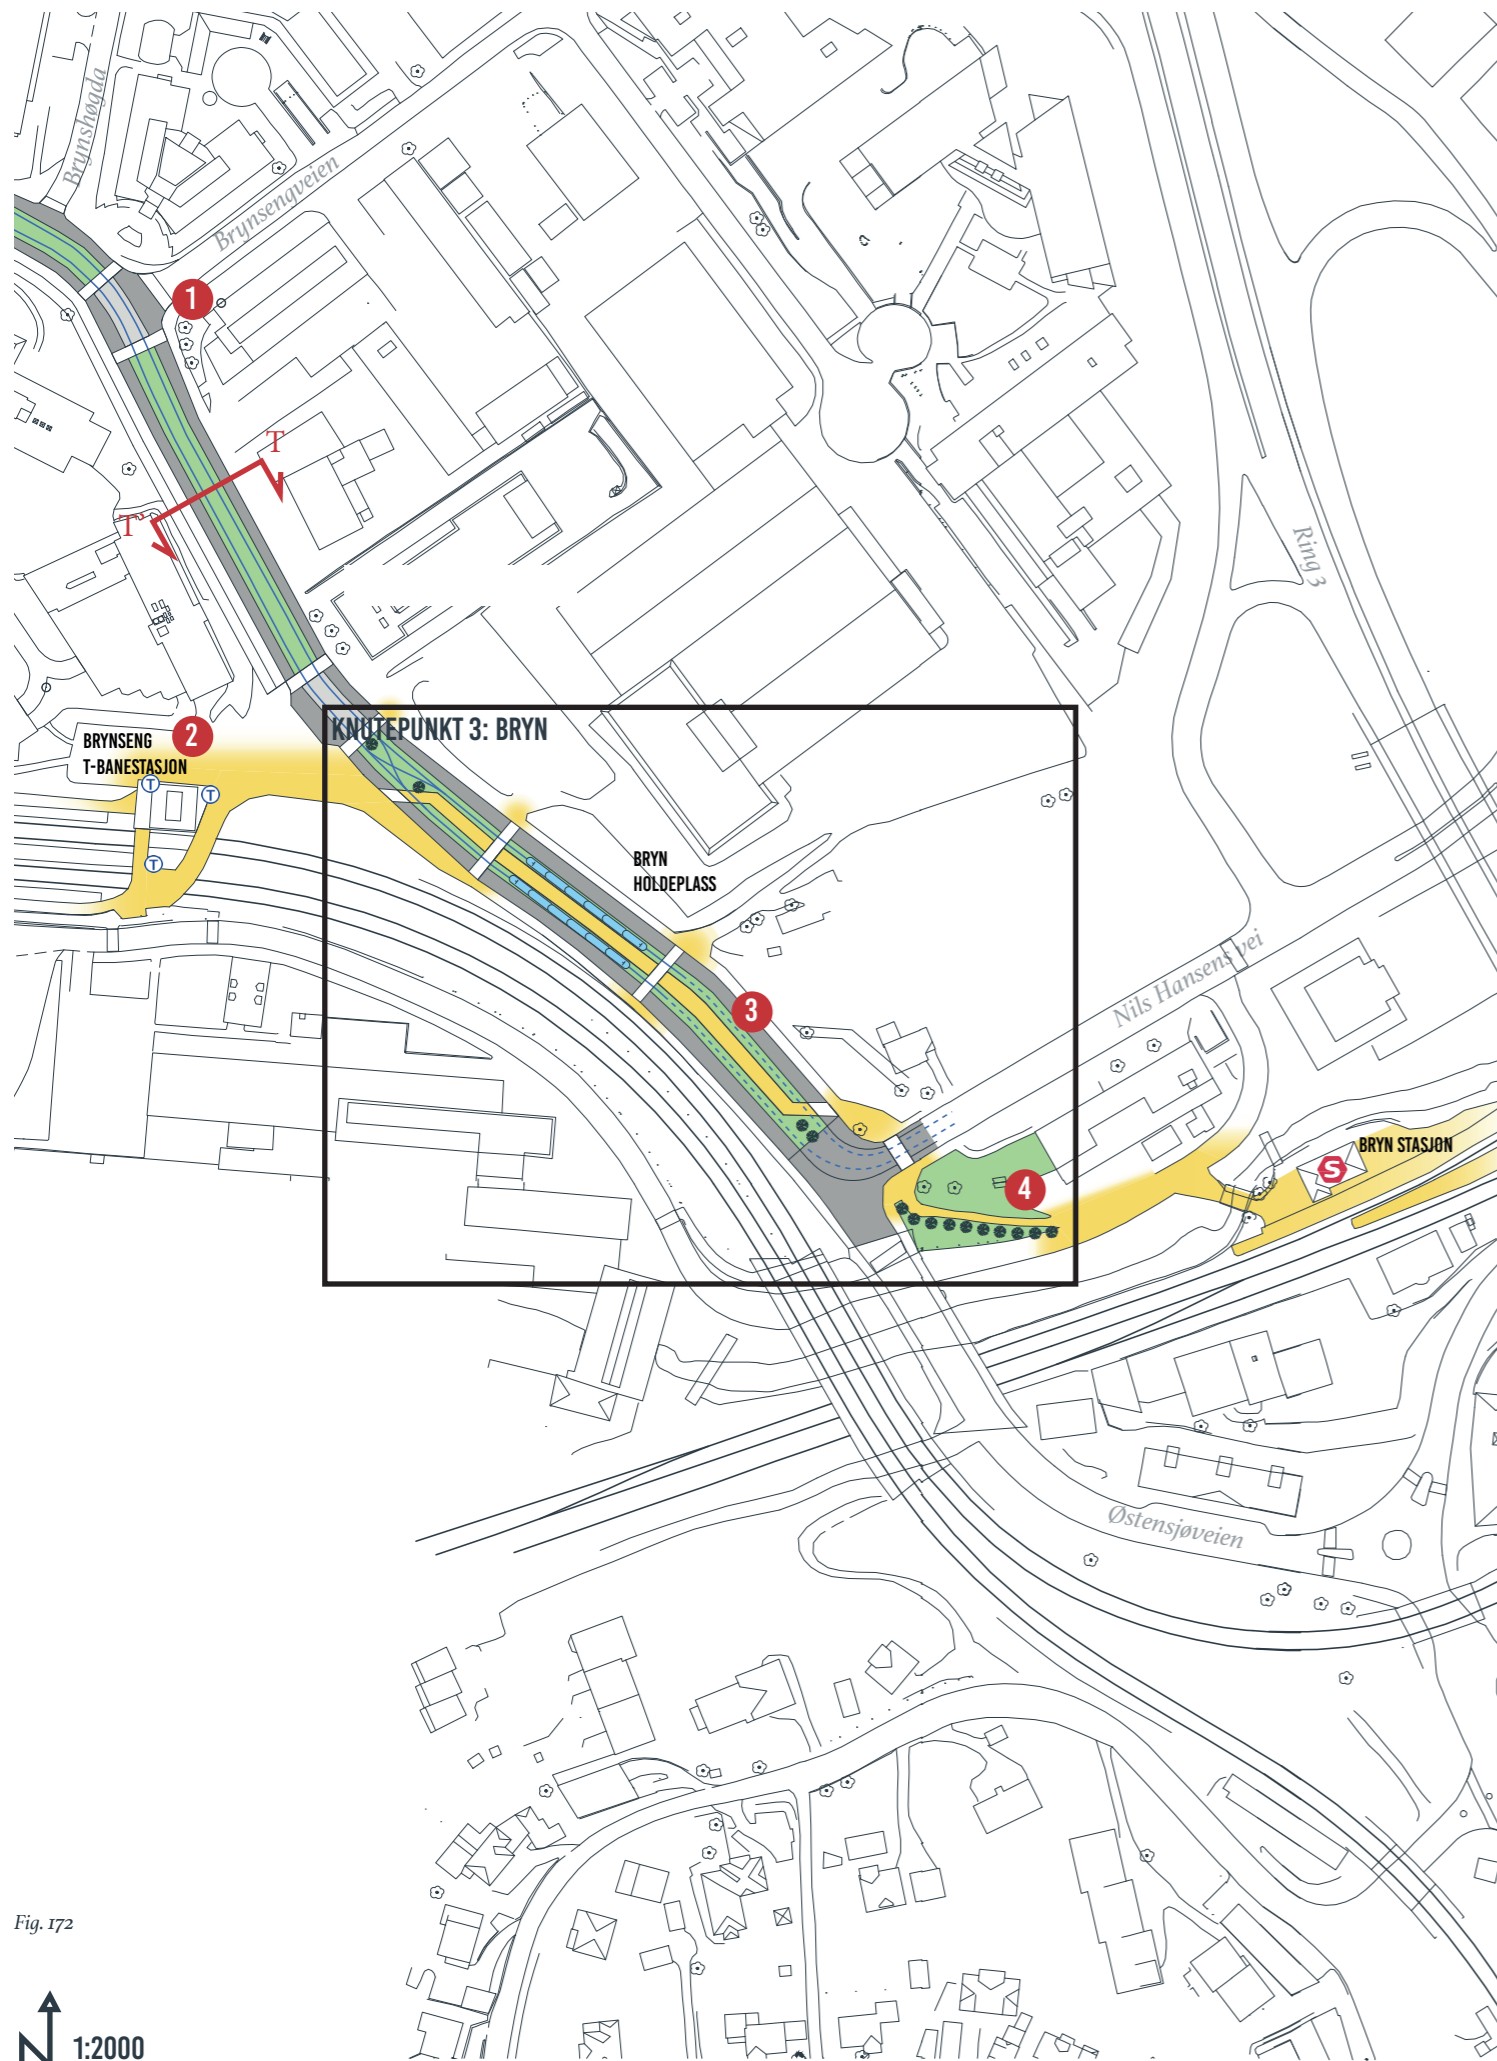 Brynshøgda
Brynsengveien
1
T
T'
Ring 3
2
BRYNSENG
T-BANESTASJON
T
T
T
KNUTEPUNKT 3: BRYN
BRYN
HOLDEPLASS
3
Nils Hansens vei
4
BRYN STASJON
S
Østensjøveien
Fig. 172
N
1:2000